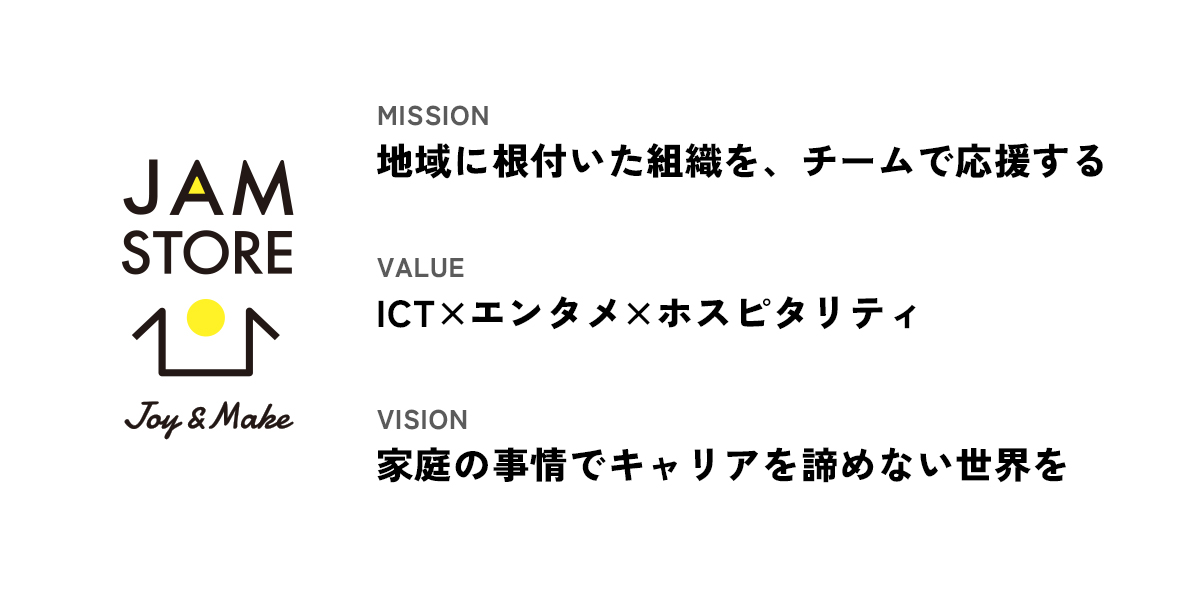 JAM
STORE
Joy & Make
MISSION
地域に根付いた組織を、チームで応援する
VALUE
ICT×エンタメ×ホスピタリティ
VISION
家庭の事情でキャリアを諦めない世界を